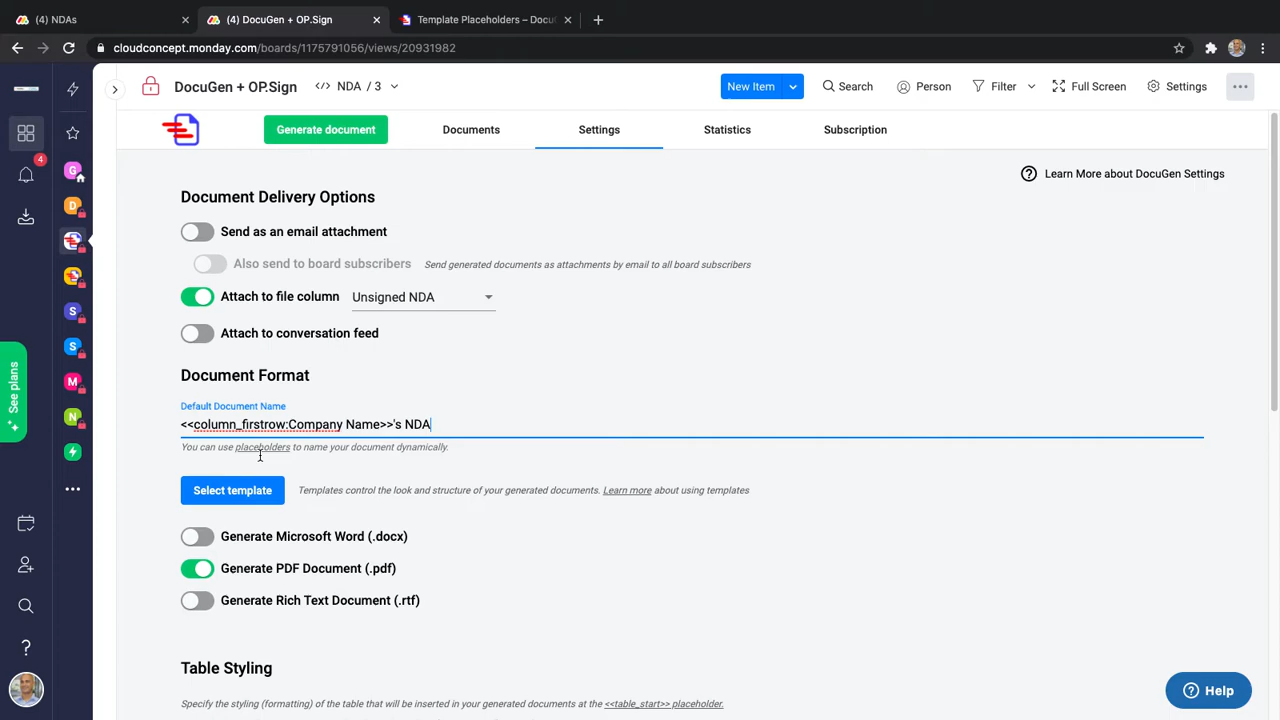 (4) NDAs
(4) DocuGen + OP.Sign
Template Placeholders – Docu
cloudconcept.monday.com/boards/1175791056/views/20931982
DocuGen + OP.Sign
NDA / 3
New Item
Search
Person
Filter
Full Screen
Settings
Generate document
Documents
Settings
Statistics
Subscription
4
G
D
S
S
M
N
See plans
Learn More about DocuGen Settings
Document Delivery Options
Send as an email attachment
Also send to board subscribers
Send generated documents as attachments by email to all board subscribers
Attach to file column
Unsigned NDA
Attach to conversation feed
Document Format
Default Document Name
<<column_firstrow:Company Name>>'s NDA
You can use placeholders to name your document dynamically.
Select template
Templates control the look and structure of your generated documents. Learn more about using templates
Generate Microsoft Word (.docx)
Generate PDF Document (.pdf)
Generate Rich Text Document (.rtf)
Table Styling
Specify the styling (formatting) of the table that will be inserted in your generated documents at the <<table_start>> placeholder.
Help